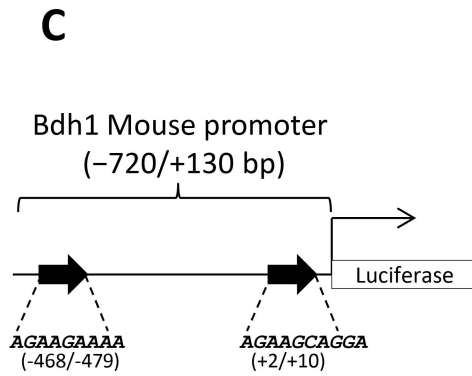 C
Bdh1 Mouse promoter
(−720/+130 bp)
Luciferase
AGAAGAAAA
(-468/-479)
AGAAGCAGGA
(+2/+10)